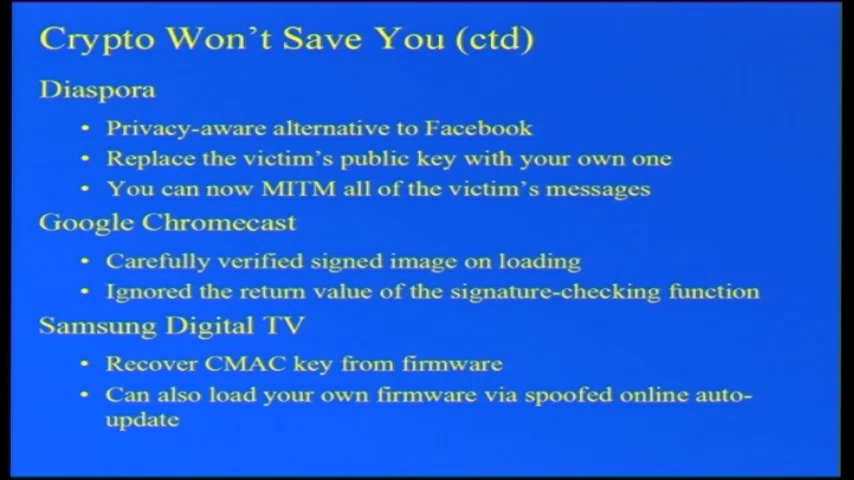 Crypto Won't Save You (ctd)
Diaspora
• Privacy-aware alternative to Facebook
• Replace the victim's public key with your own one
• You can now MITM all of the victim's messages
Google Chromecast
• Carefully verified signed image on loading
• Ignored the return value of the signature-checking function
Samsung Digital TV
• Recover CMAC key from firmware
• Can also load your own firmware via spoofed online auto-
update